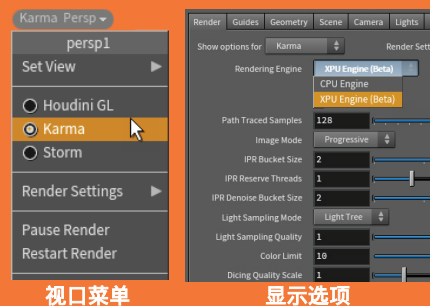 Karma Persp
persp1
Set View
Houdini GL
Karma
Storm
Render Settings
Pause Render
Restart Render
视口菜单
Render Guides Geometry Scene Camera Lights
Show options for Karma Render Sett
Rendering Engine XPU Engine (Beta)
CPU Engine
XPU Engine (Beta)
Path Traced Samples 128
Image Mode Progressive
IPR Bucket Size 2
IPR Reserve Threads 1
IPR Denoise Bucket Size 2
Light Sampling Mode Light Tree
Light Sampling Quality 1
Color Limit 10
Dicing Quality Scale 1
显示选项